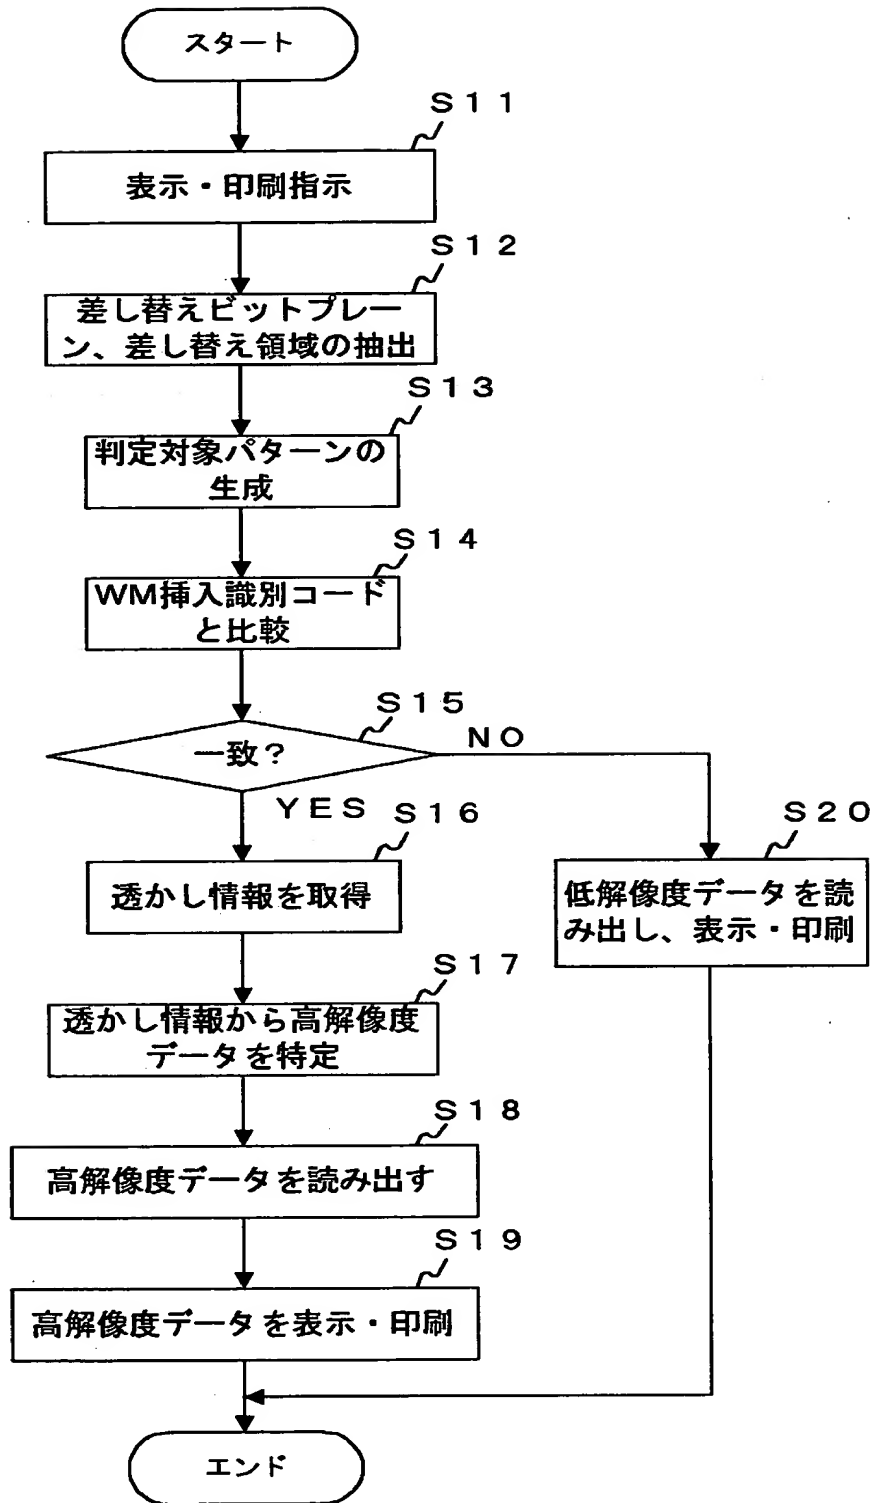 スタート
S11
表示・印刷指示
S12
差し替えビットプレー
ン、差し替え領域の抽出
S13
判定対象パターンの
生成
S14
WM挿入識別コード
と比較
S15
一致?
NO
YES
S16
透かし情報を取得
S20
低解像度データを読
み出し、表示・印刷
S17
透かし情報から高解像度
データを特定
S18
高解像度データを読み出す
S19
高解像度データを表示・印刷
エンド